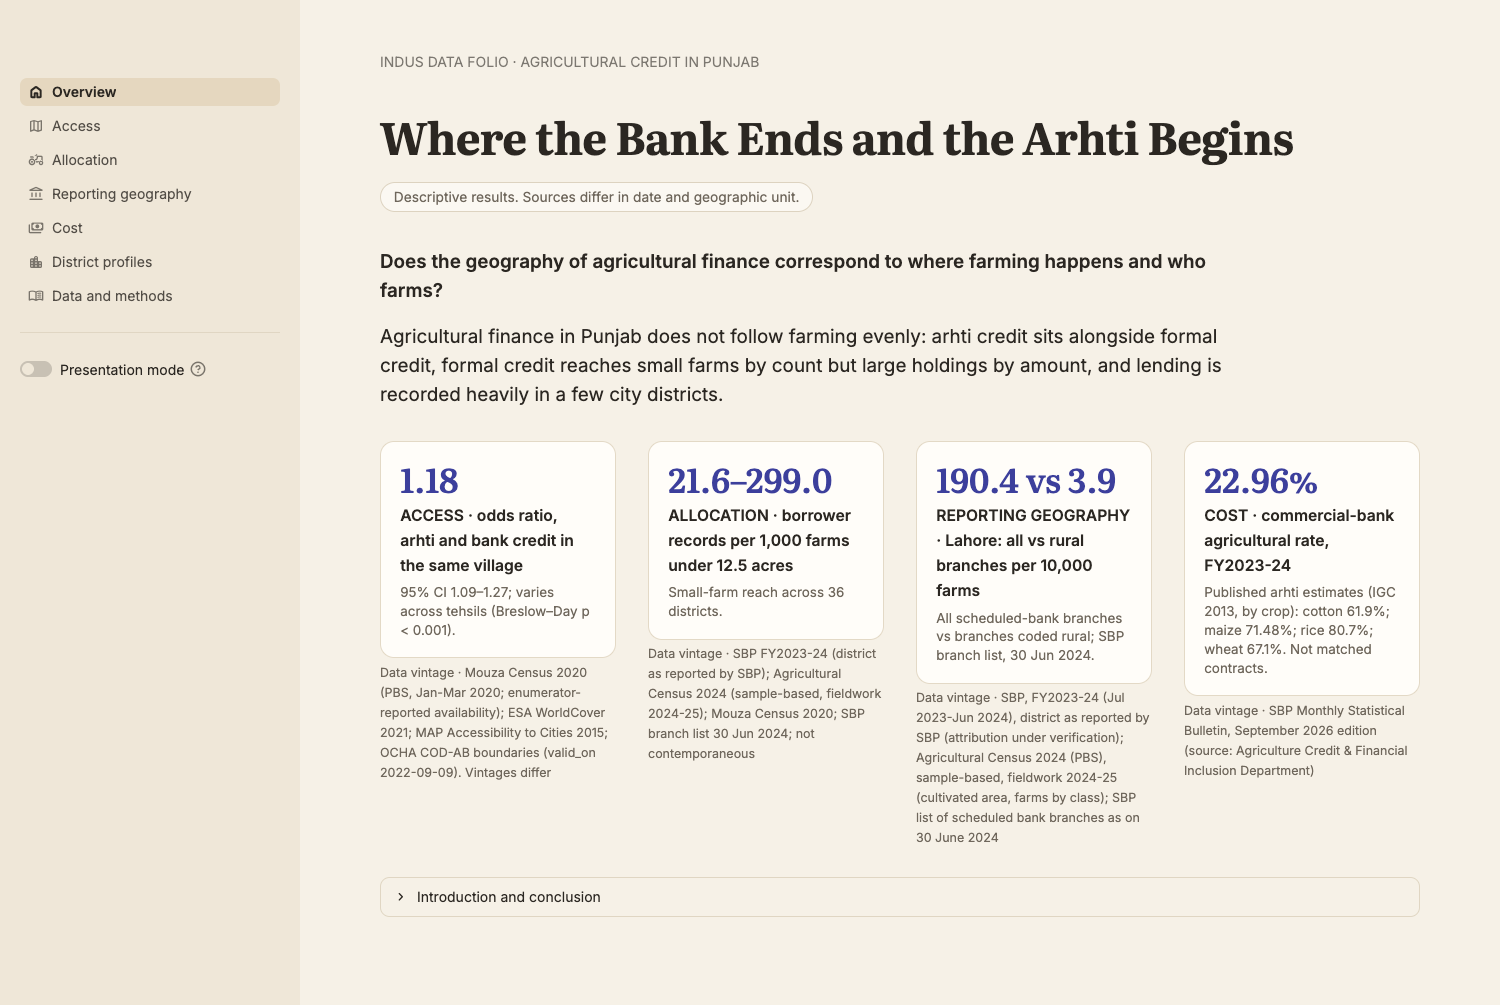 Overview
Access
Allocation
Reporting geography
Cost
District profiles
Data and methods
Presentation mode
INDUS DATA FOLIO · AGRICULTURAL CREDIT IN PUNJAB
Where the Bank Ends and the Arhti Begins
Descriptive results. Sources differ in date and geographic unit.
Does the geography of agricultural finance correspond to where farming happens and who
farms?
Agricultural finance in Punjab does not follow farming evenly: arhti credit sits alongside formal
credit, formal credit reaches small farms by count but large holdings by amount, and lending is
recorded heavily in a few city districts.
1.18
ACCESS · odds ratio,
arhti and bank credit in
the same village
95% CI 1.09–1.27; varies
across tehsils (Breslow–Day p
< 0.001).
Data vintage · Mouza Census 2020
(PBS, Jan-Mar 2020; enumerator-
reported availability); ESA WorldCover
2021; MAP Accessibility to Cities 2015;
OCHA COD-AB boundaries (valid_on
2022-09-09). Vintages differ
21.6–299.0
ALLOCATION · borrower
records per 1,000 farms
under 12.5 acres
Small-farm reach across 36
districts.
Data vintage · SBP FY2023-24 (district
as reported by SBP); Agricultural
Census 2024 (sample-based, fieldwork
2024-25); Mouza Census 2020; SBP
branch list 30 Jun 2024; not
contemporaneous
190.4 vs 3.9
REPORTING GEOGRAPHY
· Lahore: all vs rural
branches per 10,000
farms
All scheduled-bank branches
vs branches coded rural; SBP
branch list, 30 Jun 2024.
Data vintage · SBP, FY2023-24 (Jul
2023-Jun 2024), district as reported by
SBP (attribution under verification);
Agricultural Census 2024 (PBS),
sample-based, fieldwork 2024-25
(cultivated area, farms by class); SBP
list of scheduled bank branches as on
30 June 2024
22.96%
COST · commercial-bank
agricultural rate,
FY2023-24
Published arhti estimates (IGC
2013, by crop): cotton 61.9%;
maize 71.48%; rice 80.7%;
wheat 67.1%. Not matched
contracts.
Data vintage · SBP Monthly Statistical
Bulletin, September 2026 edition
(source: Agriculture Credit & Financial
Inclusion Department)
Introduction and conclusion